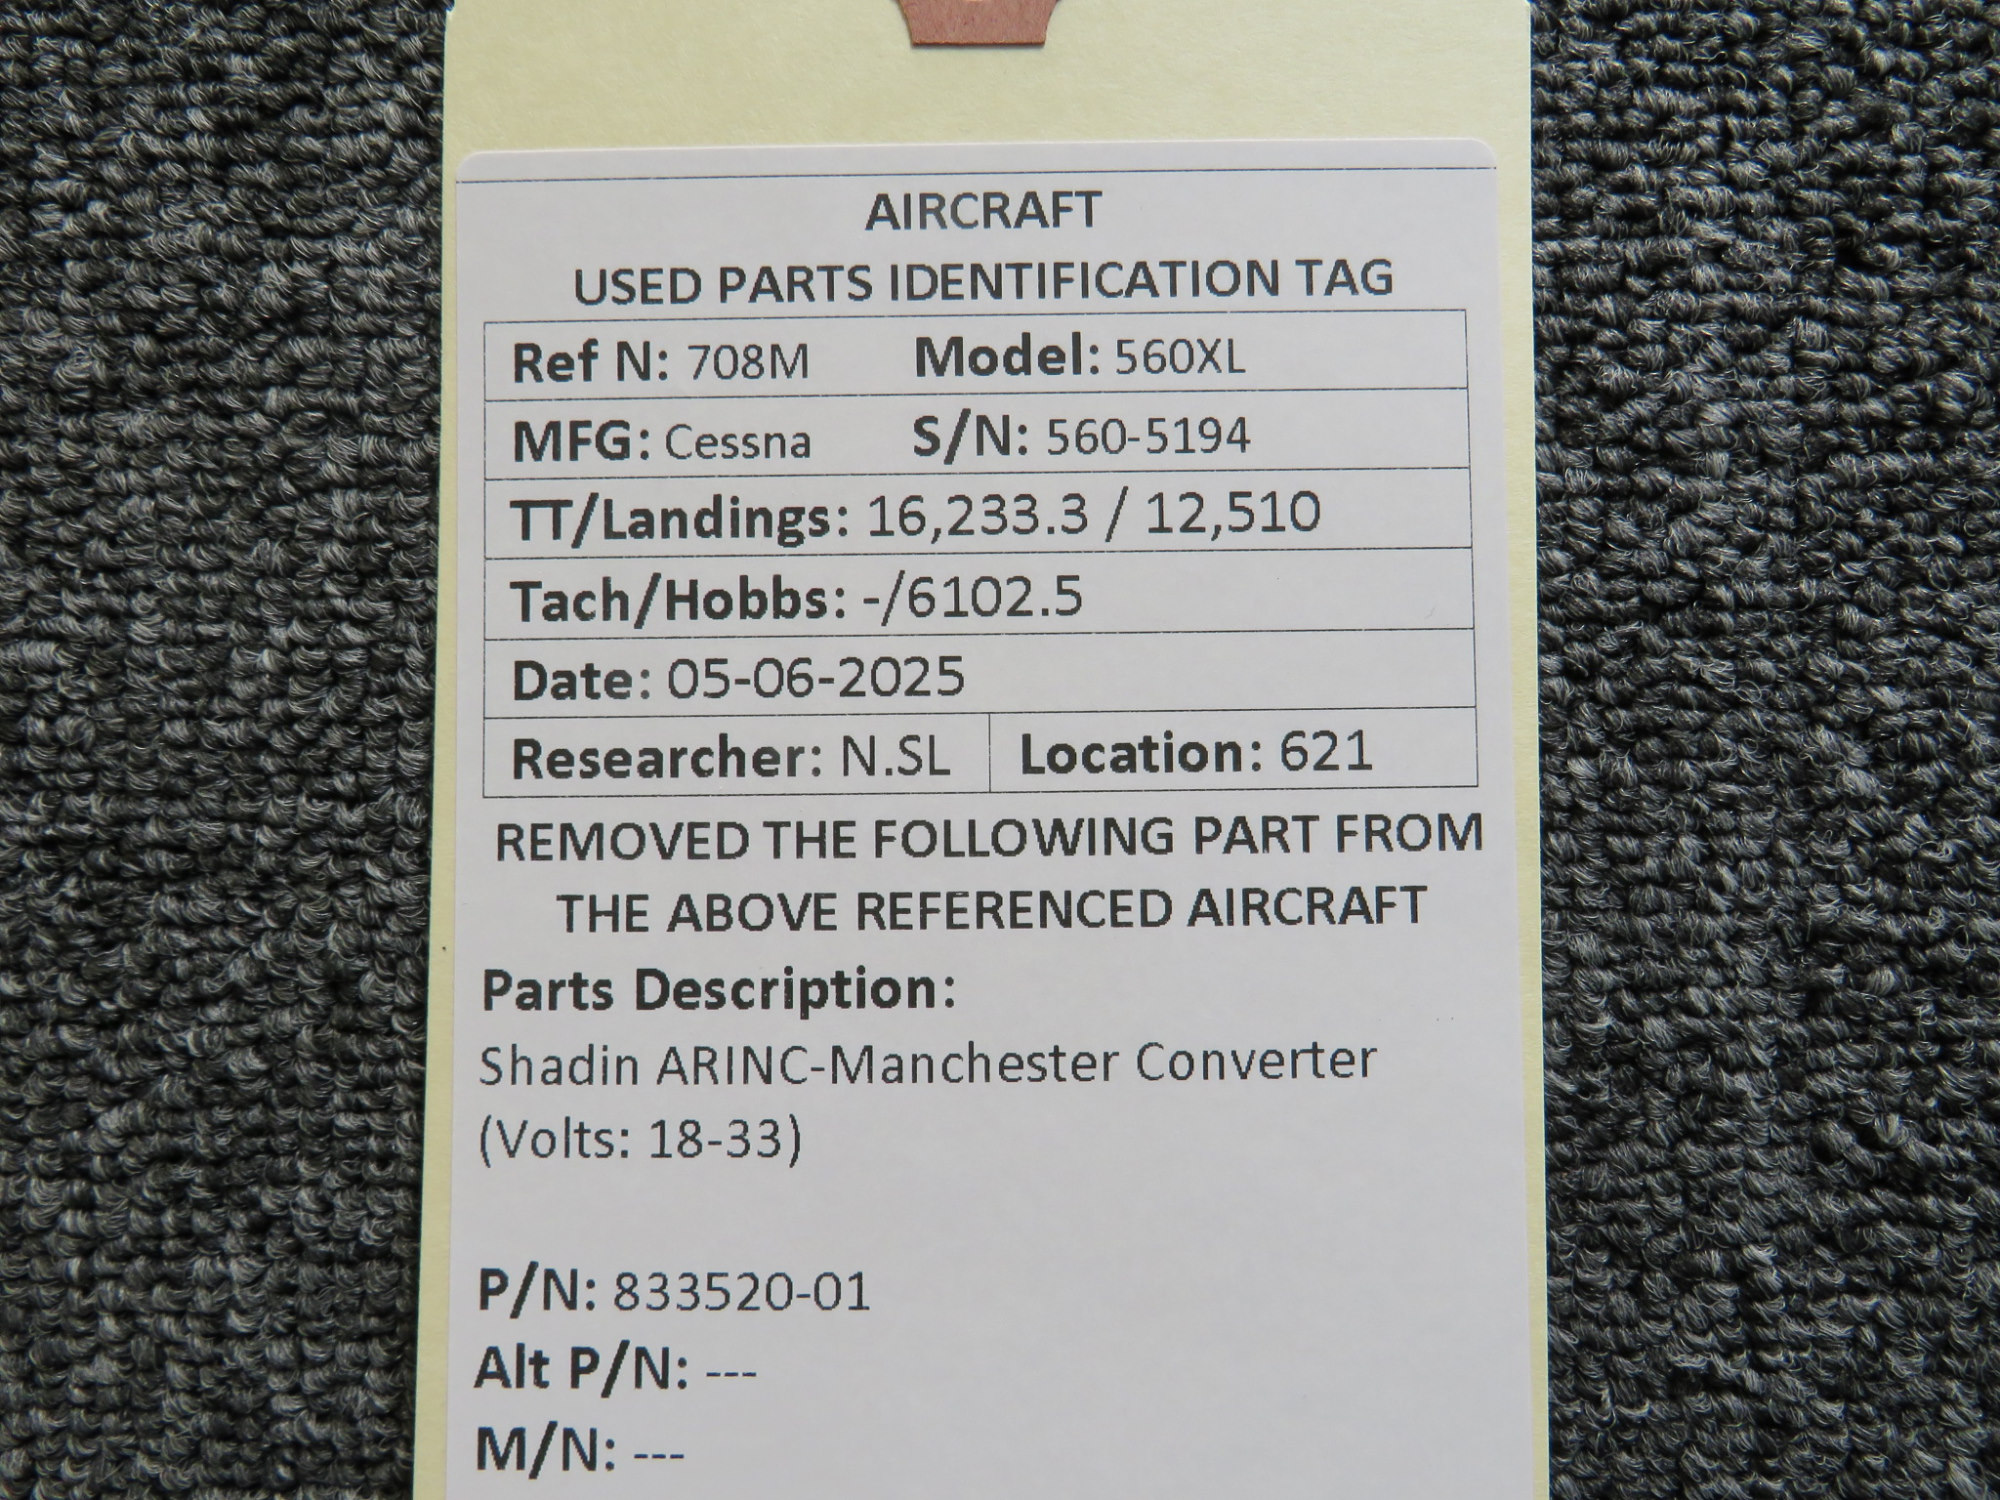 AIRCRAFT
USED PARTS IDENTIFICATION TAG
Ref N: 708M Model: 560XL
MFG: Cessna S/N: 560-5194
TT/Landings: 16,233.3 / 12,510
Tach/Hobbs: -/6102.5
Date: 05-06-2025
Researcher: N.SL Location: 621
REMOVED THE FOLLOWING PART FROM
THE ABOVE REFERENCED AIRCRAFT
Parts Description:
Shadin ARINC-Manchester Converter
(Volts: 18-33)
P/N: 833520-01
Alt P/N: ---
M/N: ---